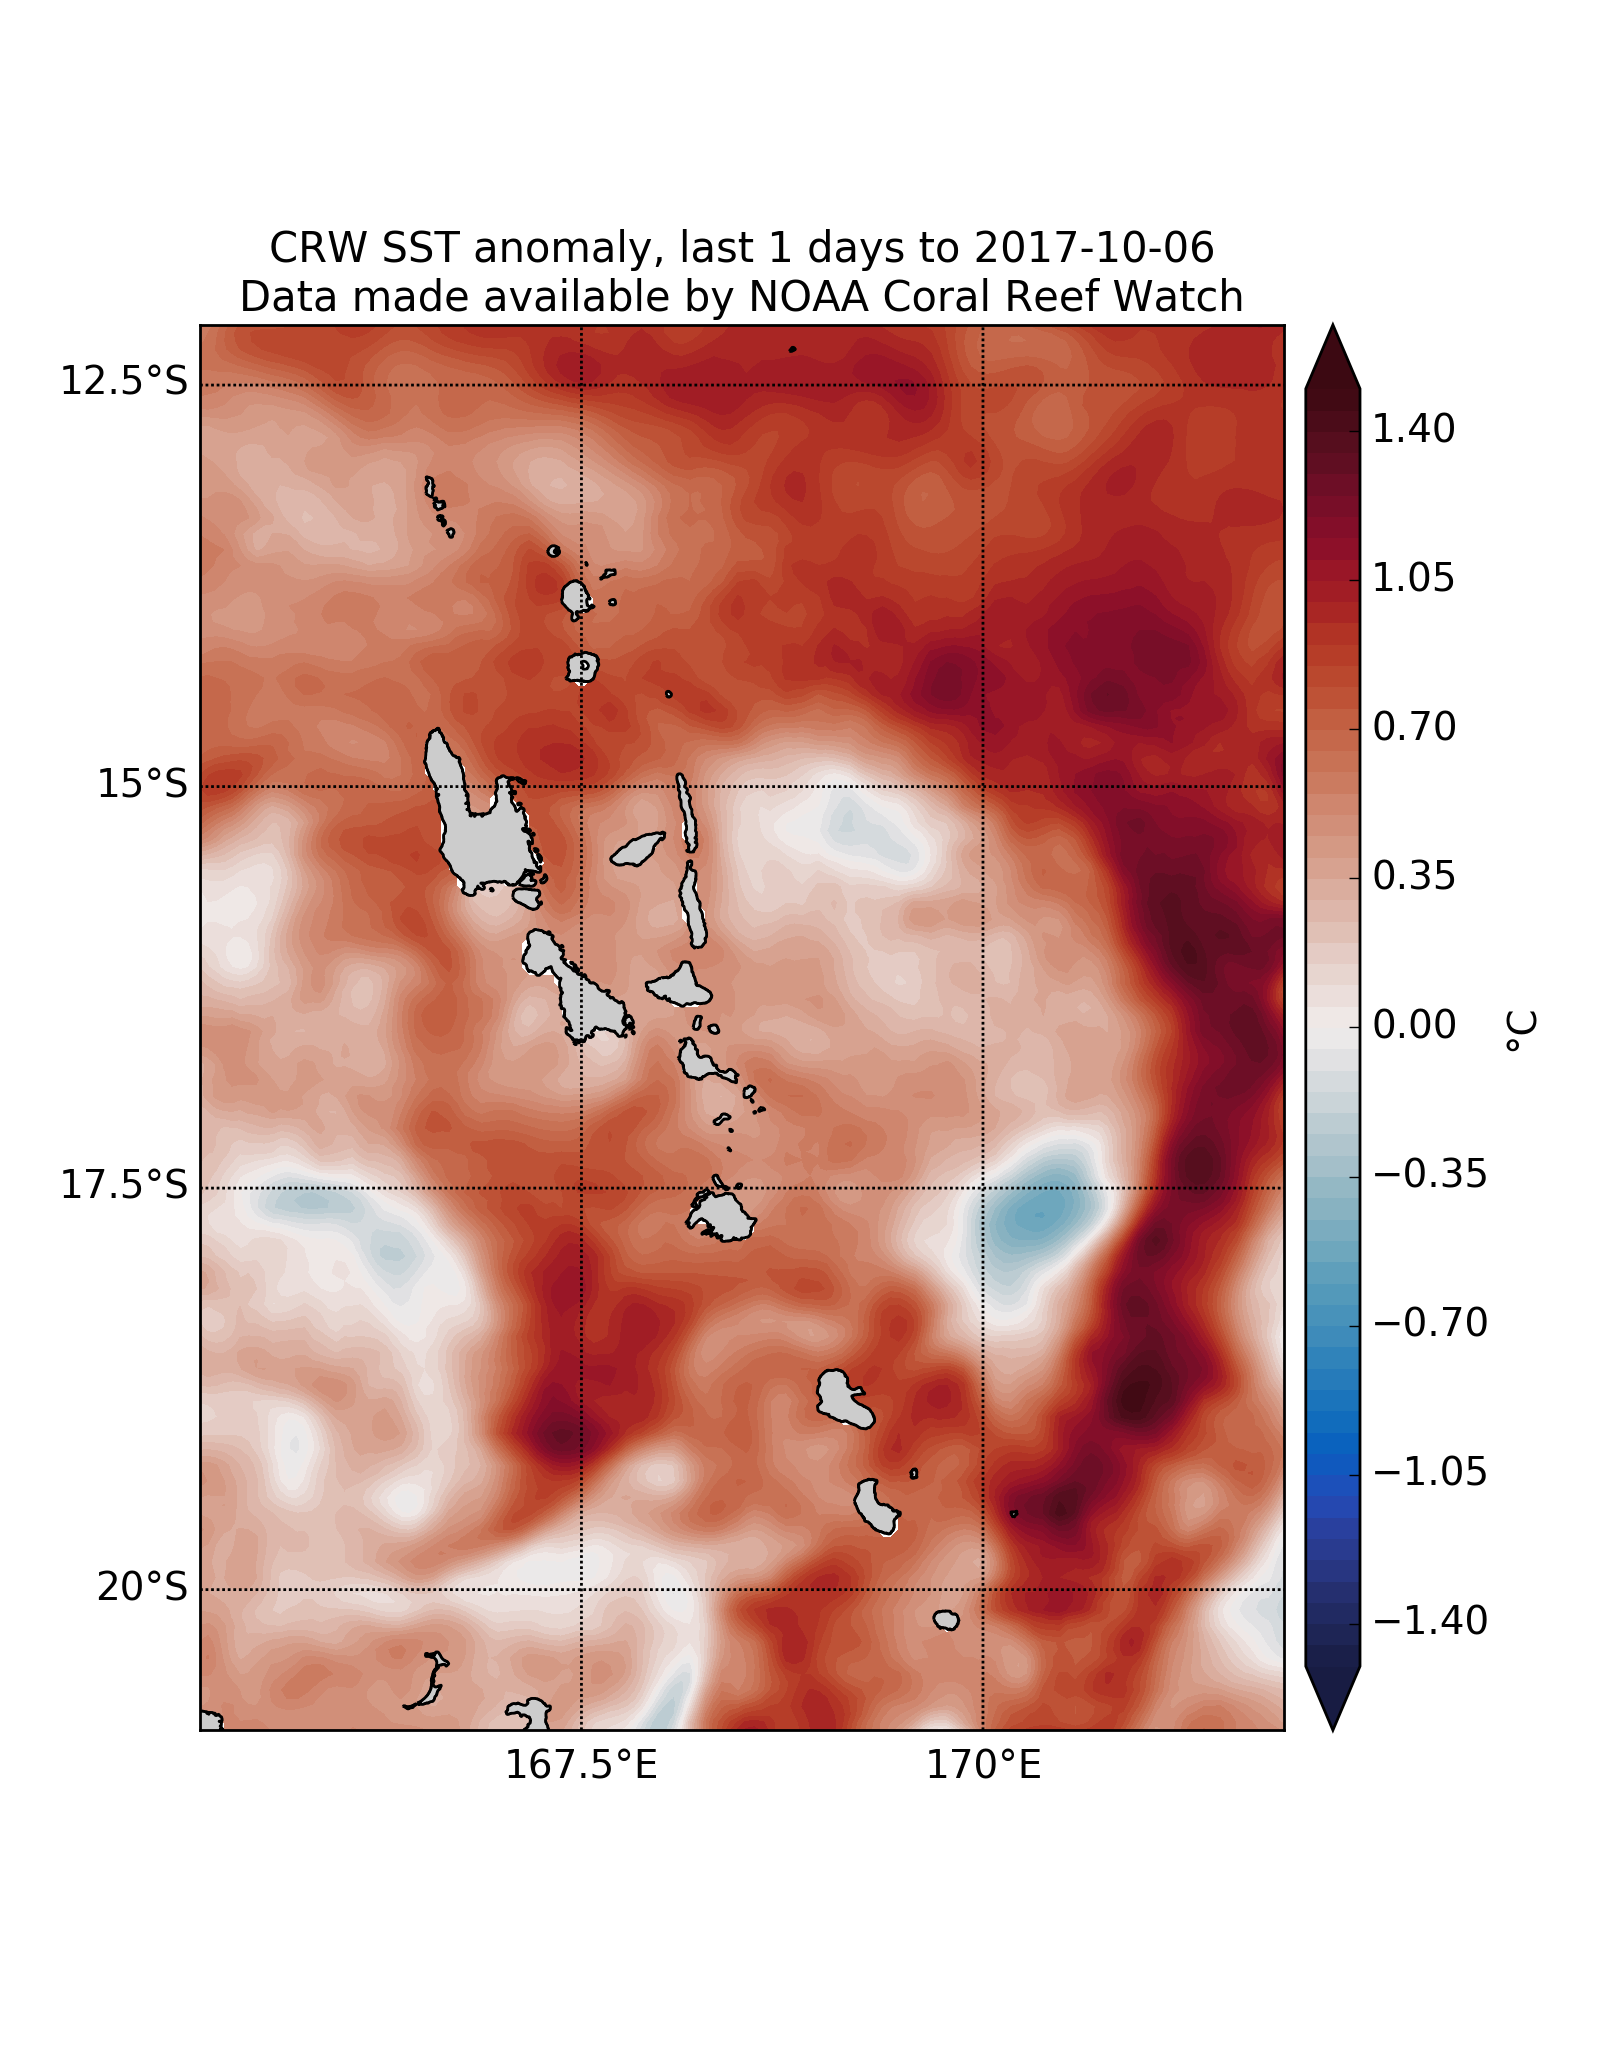 CRW SST anomaly, last 1 days to 2017-10-06
Data made available by NOAA Coral Reef Watch
12.5°S
15°S
17.5°S
20°S
167.5°E
170°E
1.40
1.05
0.70
0.35
0.00
−0.35
−0.70
−1.05
−1.40
°C